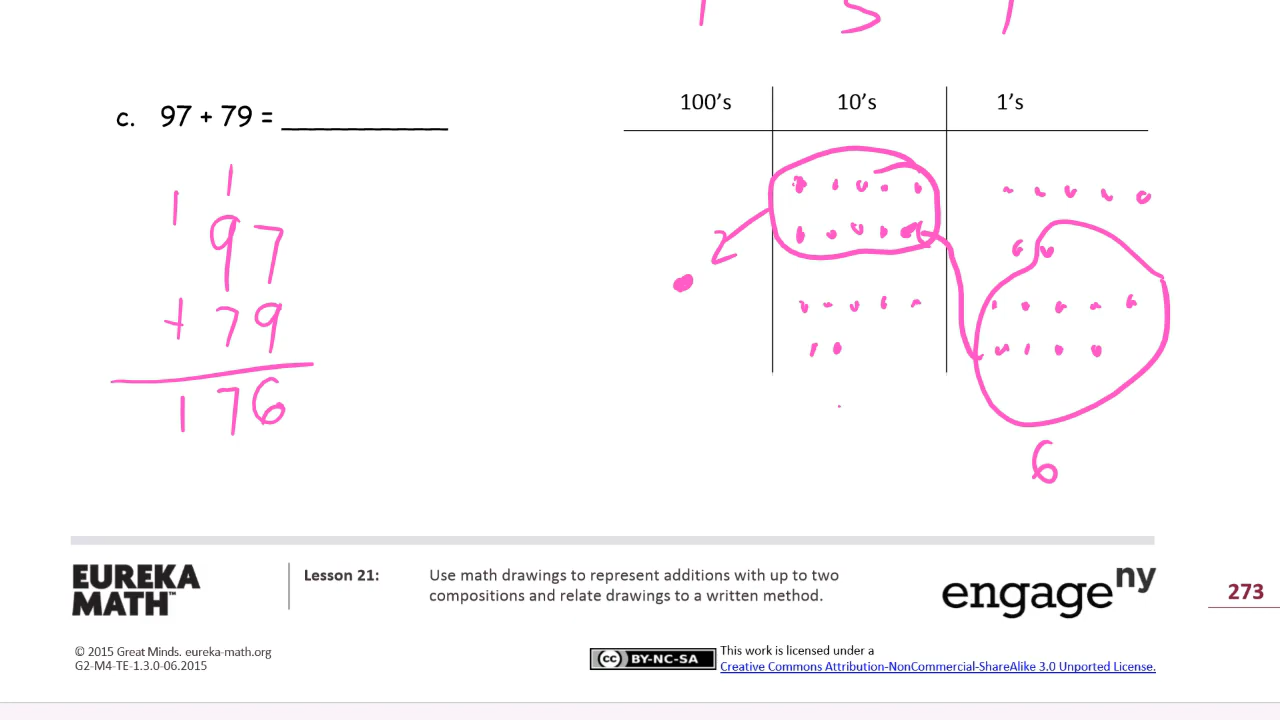 100's 10's 1's
c. 97 + 79 = ___________
1 1
97
+ 79
176
6
EUREKA MATH™
Lesson 21: Use math drawings to represent additions with up to two
compositions and relate drawings to a written method.
engage ny
273
© 2015 Great Minds. eureka-math.org
G2-M4-TE-1.3.0-06.2015
cc BY-NC-SA
This work is licensed under a
Creative Commons Attribution-NonCommercial-ShareAlike 3.0 Unported License.